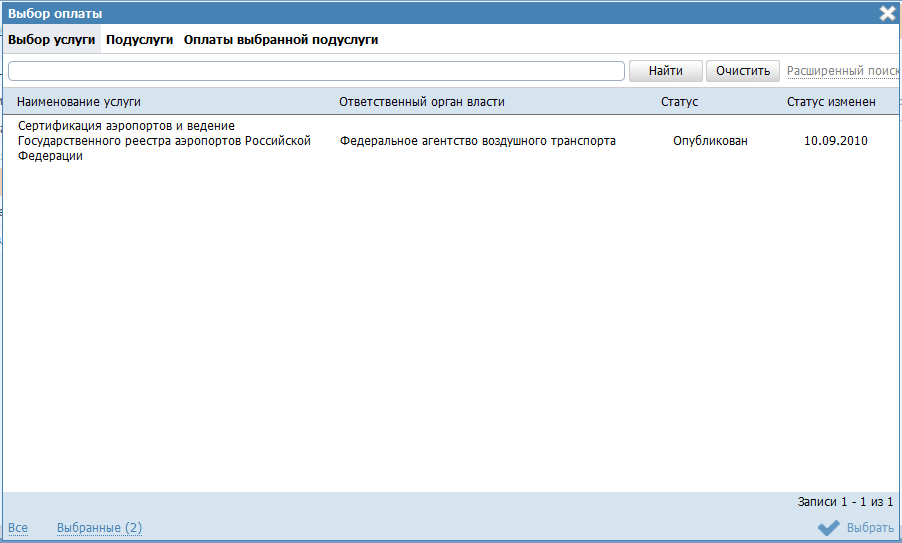 Выбор оплаты
Выбор услуги Подуслуги Оплаты выбранной подуслуги
Найти Очистить Расширенный поиск
Наименование услуги Ответственный орган власти Статус Статус изменен
Сертификация аэропортов и ведение
Государственного реестра аэропортов Российской Федеральное агентство воздушного транспорта Опубликован 10.09.2010
Федерации
Записи 1 - 1 из 1
Все Выбранные (2) Выбрать